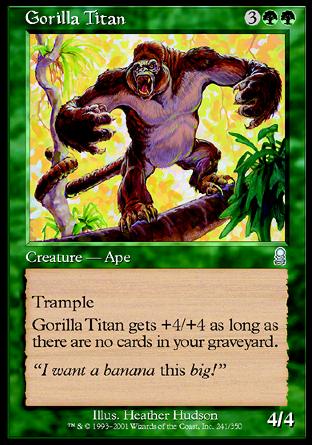 Gorilla Titan 3
Creature — Ape
Trample
Gorilla Titan gets +4/+4 as long as
there are no cards in your graveyard.
"I want a banana this big!"
Illus. Heather Hudson
™ & © 1993–2001 Wizards of the Coast, Inc. 241/350
4/4